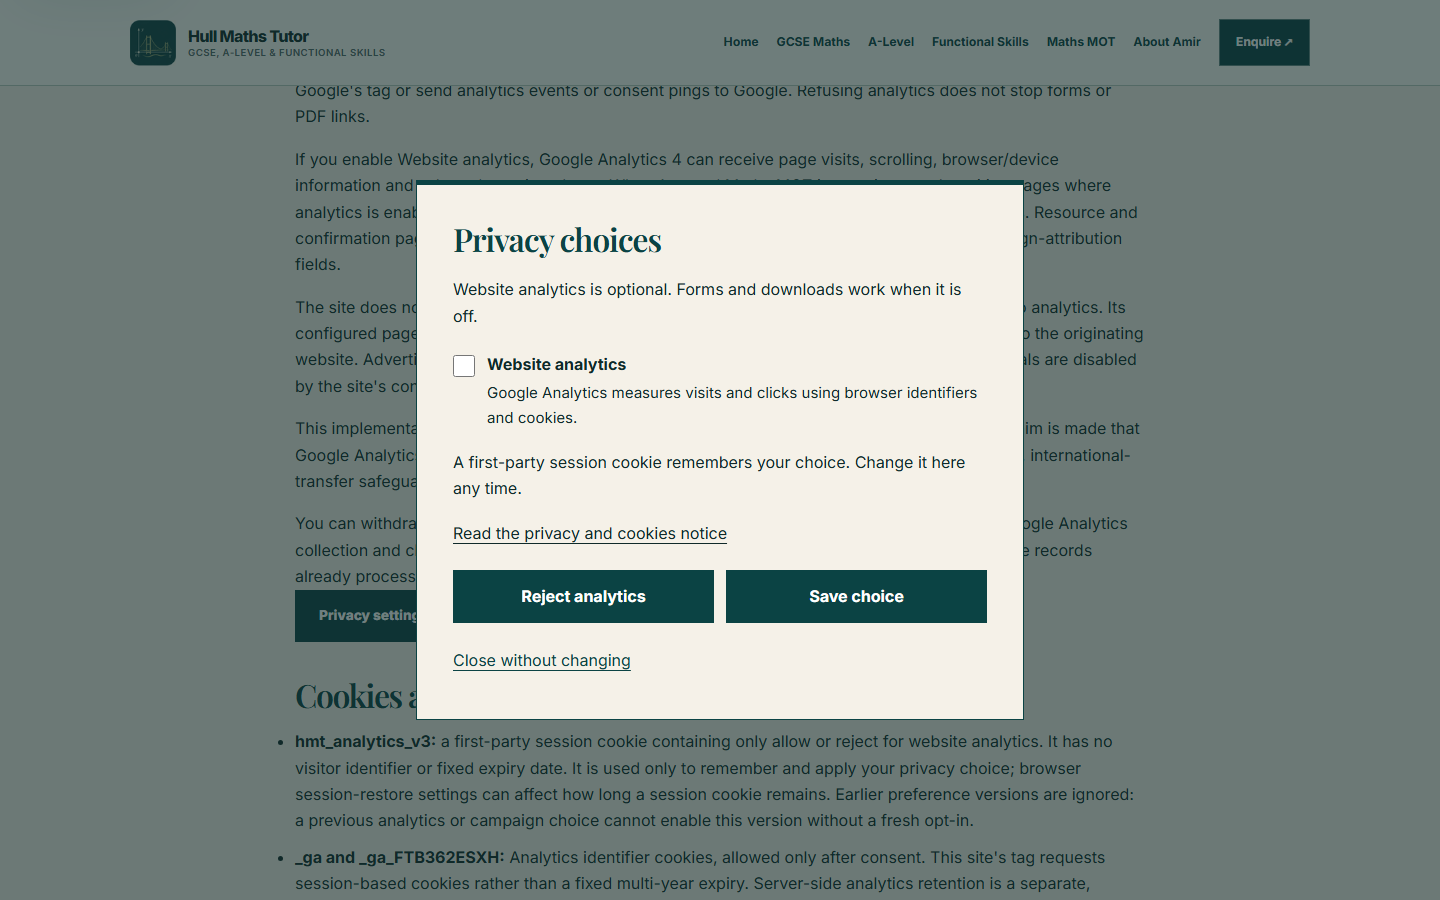 Hull Maths Tutor
GCSE, A-LEVEL & FUNCTIONAL SKILLS
Home GCSE Maths A-Level Functional Skills Maths MOT About Amir Enquire ↗
Google's tag or send analytics events or consent pings to Google. Refusing analytics does not stop forms or
PDF links.
If you enable Website analytics, Google Analytics 4 can receive page visits, scrolling, browser/device
information and ages where
analytics is enab . Resource and
confirmation pa gn-attribution
fields.
The site does no o analytics. Its
configured page o the originating
website. Adverti als are disabled
by the site's con
This implementa im is made that
Google Analytic international-
transfer safegua
You can withdra ogle Analytics
collection and c e records
already process
Privacy setting
Privacy choices
Website analytics is optional. Forms and downloads work when it is
off.
Website analytics
Google Analytics measures visits and clicks using browser identifiers
and cookies.
A first-party session cookie remembers your choice. Change it here
any time.
Read the privacy and cookies notice
Reject analytics Save choice
Close without changing
Cookies a
• hmt_analytics_v3: a first-party session cookie containing only allow or reject for website analytics. It has no
visitor identifier or fixed expiry date. It is used only to remember and apply your privacy choice; browser
session-restore settings can affect how long a session cookie remains. Earlier preference versions are ignored:
a previous analytics or campaign choice cannot enable this version without a fresh opt-in.
• _ga and _ga_FTB362ESXH: Analytics identifier cookies, allowed only after consent. This site's tag requests
session-based cookies rather than a fixed multi-year expiry. Server-side analytics retention is a separate,